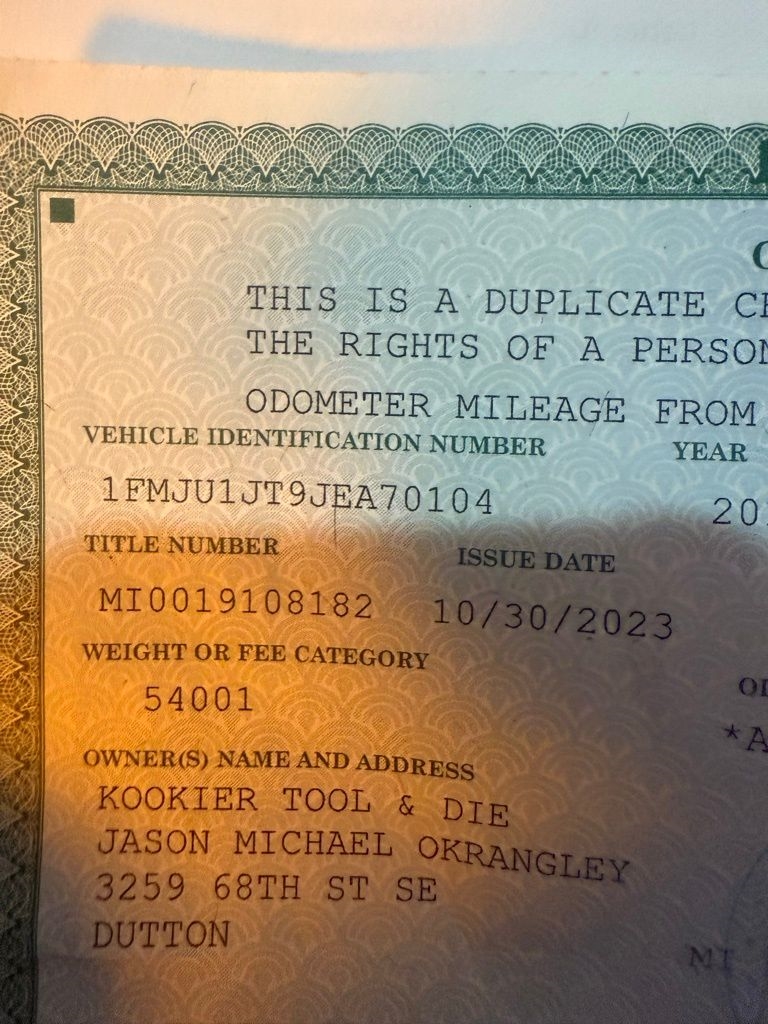 THIS IS A DUPLICATE
THE RIGHTS OF A PERSON
ODOMETER MILEAGE FROM
VEHICLE IDENTIFICATION NUMBER YEAR
1FMJU1JT9JEA70104
TITLE NUMBER ISSUE DATE
MI0019108182 10/30/2023
WEIGHT OR FEE CATEGORY
54001
OWNER(S) NAME AND ADDRESS
KOOKIER TOOL & DIE
JASON MICHAEL OKRANGLEY
3259 68TH ST SE
DUTTON MI